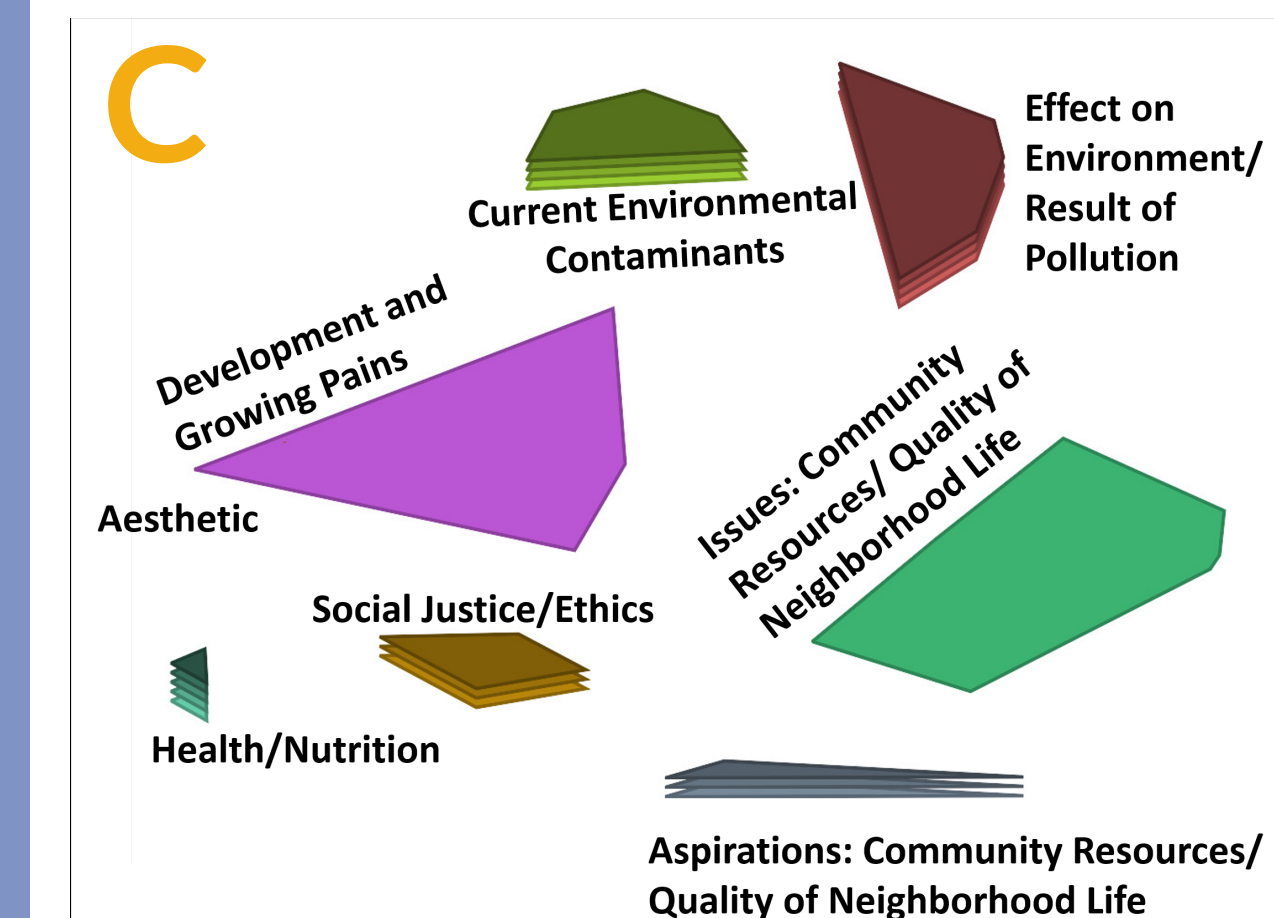 C
Current Environmental
Contaminants
Effect on
Environment/
Result of
Pollution
Development and
Growing Pains
Aesthetic
Issues: Community
Resources/ Quality of
Neighborhood Life
Social Justice/Ethics
Health/Nutrition
Aspirations: Community Resources/
Quality of Neighborhood Life